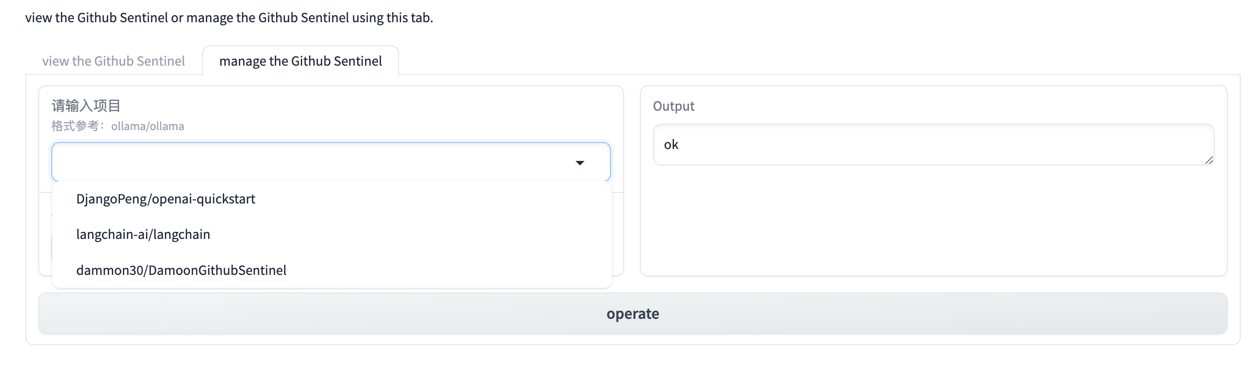 view the Github Sentinel or manage the Github Sentinel using this tab.
view the Github Sentinel
manage the Github Sentinel
请输入项目
格式参考：ollama/ollama
DjangoPeng/openai-quickstart
langchain-ai/langchain
dammon30/DamoonGithubSentinel
Output
ok
operate